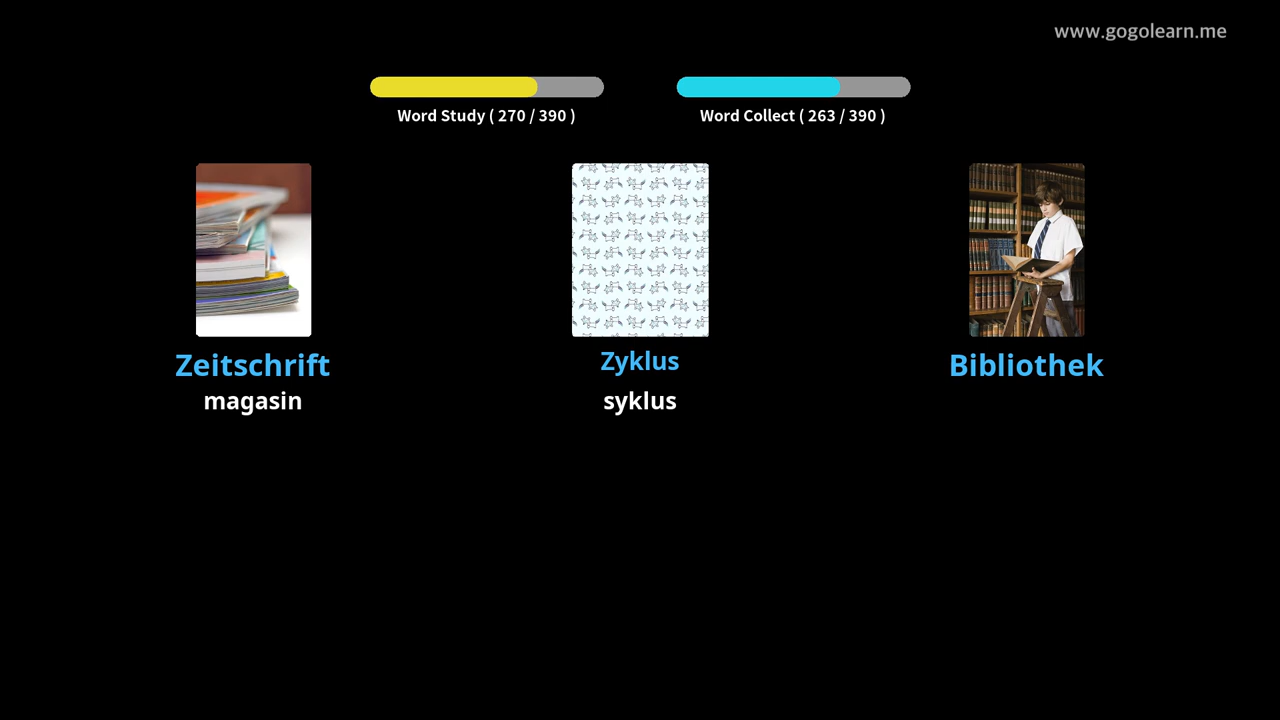 www.gogolearn.me
Word Study ( 270 / 390 )
Word Collect ( 263 / 390 )
Zeitschrift
magasin
Zyklus
syklus
Bibliothek